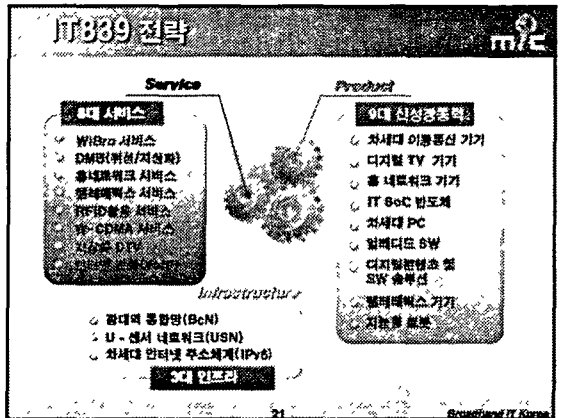 IT839 전략
mic
Service
8대 서비스
WiBro 서비스
DMB(위성/지상파)
홈네트워크 서비스
텔레매틱스 서비스
RFID활용 서비스
W-CDMA 서비스
지상파 DTV
Product
9대 신성장동력
차세대 이동통신 기기
디지털 TV 기기
홈 네트워크 기기
IT SoC 반도체
차세대 PC
임베디드 SW
디지털콘텐츠 및
SW 솔루션
텔레매틱스 기기
지능형 로봇
Infrastructure
광대역 통합망(BcN)
U - 센서 네트워크(USN)
차세대 인터넷 주소체계(IPv6)
3대 인프라
21
Broadband IT Korea